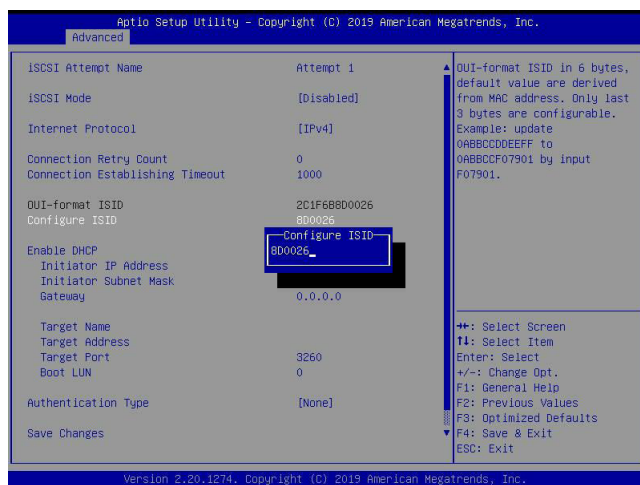 Aptio Setup Utility – Copyright (C) 2019 American Megatrends, Inc.
Advanced
iSCSI Attempt Name Attempt 1
iSCSI Mode [Disabled]
Internet Protocol [IPv4]
Connection Retry Count 0
Connection Establishing Timeout 1000
OUI-format ISID 2C1F6B8D0026
Configure ISID 8D0026
Configure ISID
8D0026_
Enable DHCP
Initiator IP Address
Initiator Subnet Mask
Gateway 0.0.0.0
Target Name
Target Address
Target Port 3260
Boot LUN 0
Authentication Type [None]
Save Changes
OUI-format ISID in 6 bytes,
default value are derived
from MAC address. Only last
3 bytes are configurable.
Example: update
0ABBCCDDEEFF to
0ABBCCF07901 by input
F07901.
→←: Select Screen
↑↓: Select Item
Enter: Select
+/-: Change Opt.
F1: General Help
F2: Previous Values
F3: Optimized Defaults
F4: Save & Exit
ESC: Exit
Version 2.20.1274. Copyright (C) 2019 American Megatrends, Inc.